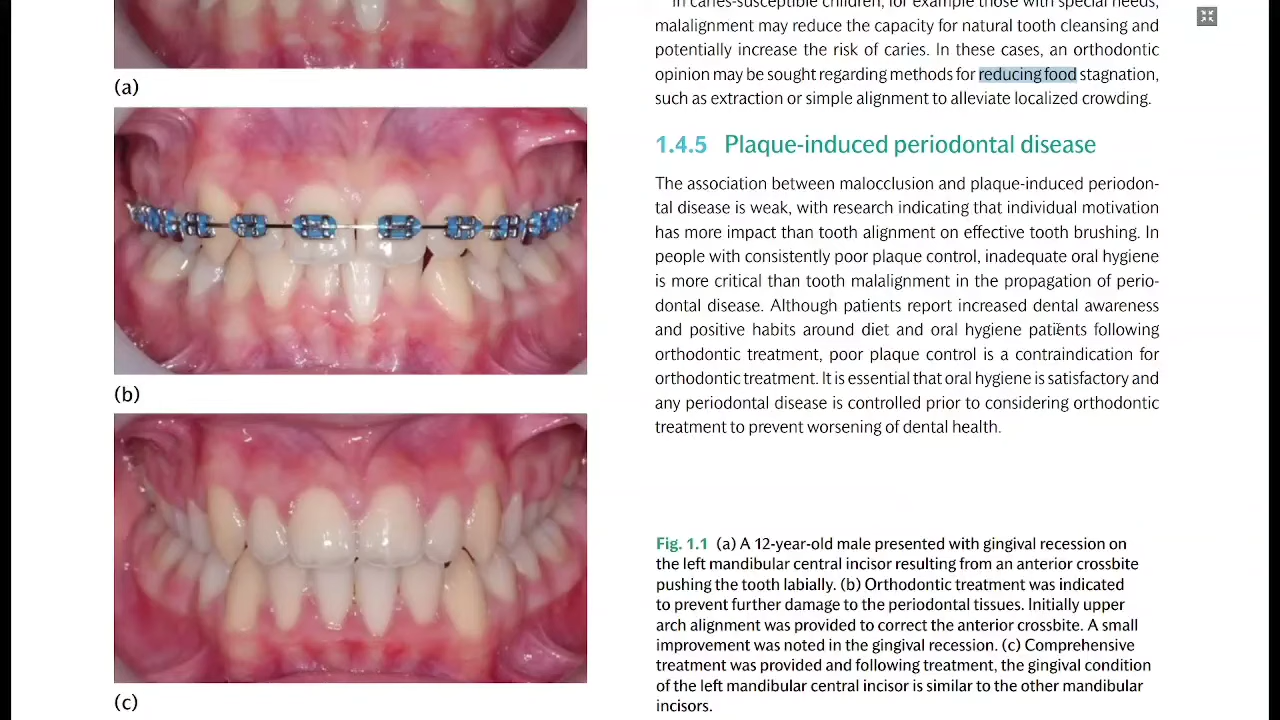 (a)
(b)
(c)
In caries-susceptible children, for example those with special needs,
malalignment may reduce the capacity for natural tooth cleansing and
potentially increase the risk of caries. In these cases, an orthodontic
opinion may be sought regarding methods for reducing food stagnation,
such as extraction or simple alignment to alleviate localized crowding.
1.4.5 Plaque-induced periodontal disease
The association between malocclusion and plaque-induced periodon-
tal disease is weak, with research indicating that individual motivation
has more impact than tooth alignment on effective tooth brushing. In
people with consistently poor plaque control, inadequate oral hygiene
is more critical than tooth malalignment in the propagation of perio-
dontal disease. Although patients report increased dental awareness
and positive habits around diet and oral hygiene patients following
orthodontic treatment, poor plaque control is a contraindication for
orthodontic treatment. It is essential that oral hygiene is satisfactory and
any periodontal disease is controlled prior to considering orthodontic
treatment to prevent worsening of dental health.
Fig. 1.1 (a) A 12-year-old male presented with gingival recession on
the left mandibular central incisor resulting from an anterior crossbite
pushing the tooth labially. (b) Orthodontic treatment was indicated
to prevent further damage to the periodontal tissues. Initially upper
arch alignment was provided to correct the anterior crossbite. A small
improvement was noted in the gingival recession. (c) Comprehensive
treatment was provided and following treatment, the gingival condition
of the left mandibular central incisor is similar to the other mandibular
incisors.